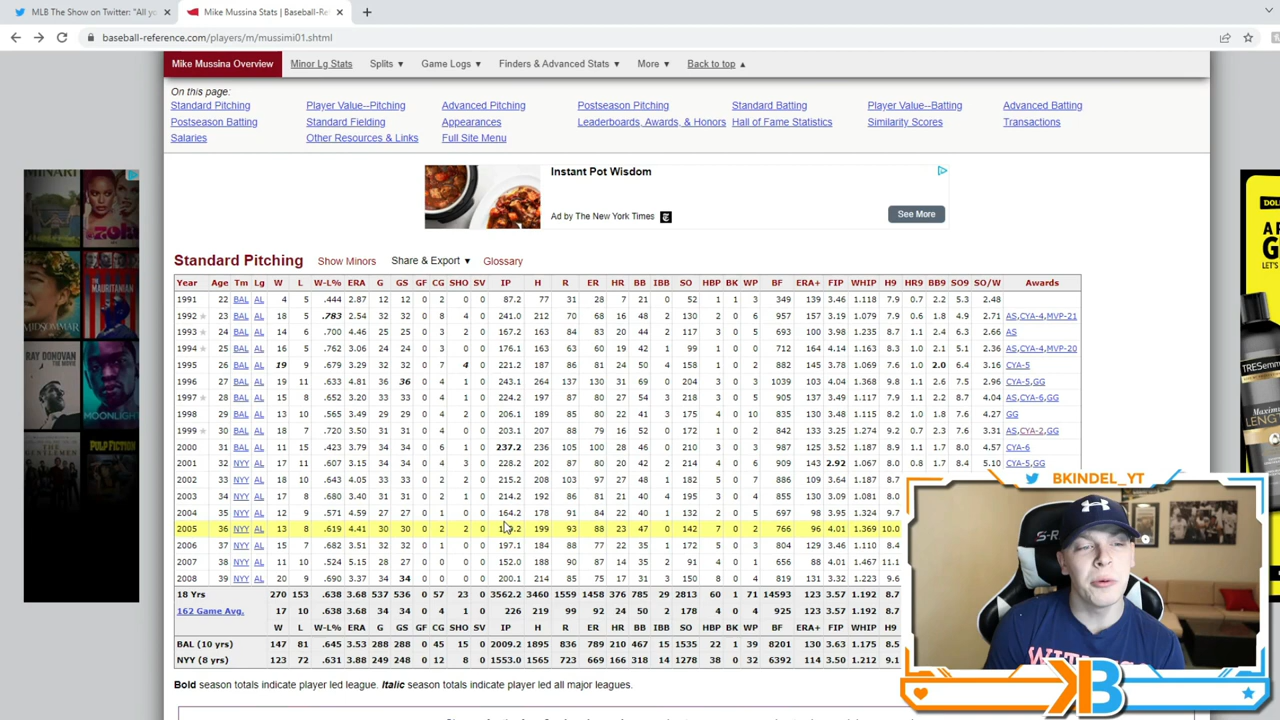 MLB The Show on Twitter: "All yo
Mike Mussina Stats | Baseball-Re
baseball-reference.com/players/m/mussimi01.shtml
Mike Mussina Overview Minor Lg Stats Splits ▼ Game Logs ▼ Finders & Advanced Stats ▼ More ▼ Back to top ▲
On this page:
Standard Pitching Player Value--Pitching Advanced Pitching Postseason Pitching Standard Batting Player Value--Batting Advanced Batting
Postseason Batting Standard Fielding Appearances Leaderboards, Awards, & Honors Hall of Fame Statistics Similarity Scores Transactions
Salaries Other Resources & Links Full Site Menu
MINARI
THE MAURITANIAN
MIDSOMMAR
RAY DONOVAN
THE MOVIE
MOONLIGHT
THE GENTLEMEN
PULP FICTION
Instant Pot Wisdom
Ad by The New York Times
See More
DOLL
A F
TRESemm
Standard Pitching Show Minors Share & Export ▼ Glossary
Year Age Tm Lg W L W-L% ERA G GS GF CG SHO SV IP H R ER HR BB IBB SO HBP BK WP BF ERA+ FIP WHIP H9 HR9 BB9 SO9 SO/W Awards
1991 22 BAL AL 4 5 .444 2.87 12 12 0 2 0 0 87.2 77 31 28 7 21 0 52 1 1 3 349 139 3.46 1.118 7.9 0.7 2.2 5.3 2.48
1992 ★ 23 BAL AL 18 5 .783 2.54 32 32 0 8 4 0 241.0 212 70 68 16 48 2 130 2 0 6 957 157 3.19 1.079 7.9 0.6 1.8 4.9 2.71 AS,CYA-4,MVP-21
1993 ★ 24 BAL AL 14 6 .700 4.46 25 25 0 3 2 0 167.2 163 84 83 20 44 2 117 3 0 5 693 100 3.98 1.235 8.7 1.1 2.4 6.3 2.66 AS
1994 ★ 25 BAL AL 16 5 .762 3.06 24 24 0 3 0 0 176.1 163 63 60 19 42 1 99 1 0 0 712 164 4.14 1.163 8.3 1.0 2.1 5.1 2.36 AS,CYA-4,MVP-20
1995 26 BAL AL 19 9 .679 3.29 32 32 0 7 4 0 221.2 187 86 81 24 50 4 158 1 0 2 882 145 3.78 1.069 7.6 1.0 2.0 6.4 3.16 CYA-5
1996 27 BAL AL 19 11 .633 4.81 36 36 0 4 1 0 243.1 264 137 130 31 69 0 204 3 0 3 1039 103 4.04 1.368 9.8 1.1 2.6 7.5 2.96 CYA-5,GG
1997 ★ 28 BAL AL 15 8 .652 3.20 33 33 0 4 1 0 224.2 197 87 80 27 54 3 218 3 0 5 905 137 3.46 1.117 7.9 1.1 2.2 8.7 4.04 AS,CYA-6,GG
1998 29 BAL AL 13 10 .565 3.49 29 29 0 4 2 0 206.1 189 85 80 22 41 3 175 4 0 10 835 130 3.48 1.115 8.2 1.0 1.8 7.6 4.27 GG
1999 ★ 30 BAL AL 18 7 .720 3.50 31 31 0 4 0 0 203.1 207 88 79 16 52 0 172 1 0 2 842 133 3.25 1.274 9.2 0.7 2.3 7.6 3.31 AS,CYA-2,GG
2000 31 BAL AL 11 15 .423 3.79 34 34 0 6 1 0 237.2 236 105 100 28 46 0 210 3 0 3 987 125 3.52 1.187 8.9 1.1 1.7 8.0 4.57 CYA-6
2001 32 NYY AL 17 11 .607 3.15 34 34 0 4 3 0 228.2 202 87 80 20 42 2 214 4 0 6 909 143 2.92 1.067 8.0 0.8 1.7 8.4 5.10 CYA-5,GG
2002 33 NYY AL 18 10 .643 4.05 33 33 0 2 2 0 215.2 208 103 97 27 48 1 182 5 0 7 886 109 3.64 1.187 8.7
2003 34 NYY AL 17 8 .680 3.40 31 31 0 2 1 0 214.2 192 86 81 21 40 4 195 3 0 4 855 130 3.09 1.081 8.0
2004 35 NYY AL 12 9 .571 4.59 27 27 0 1 0 0 164.2 178 91 84 22 40 1 132 2 0 5 697 98 3.96 1.324 9.7
2005 36 NYY AL 13 8 .619 4.41 30 30 0 2 2 0 199 93 88 23 47 0 142 7 0 2 766 96 4.01 1.369 10.0
2006 37 NYY AL 15 7 .682 3.51 32 32 0 1 0 0 197.1 184 88 77 22 35 1 172 5 0 3 804 129 3.46 1.110 8.4
2007 38 NYY AL 11 10 .524 5.15 28 27 0 0 0 0 152.0 188 90 87 14 35 2 91 4 0 4 656 88 4.01 1.467 11.1
2008 39 NYY AL 20 9 .690 3.37 34 34 0 0 0 0 200.1 214 85 75 17 31 3 150 8 0 4 819 131 3.32 1.223 9.6
18 Yrs 270 153 .638 3.68 537 536 0 57 23 0 3562.2 3460 1559 1458 376 785 29 2813 60 1 71 14593 123 3.57 1.192 8.7
162 Game Avg. 17 10 .638 3.68 34 34 0 4 1 0 226 219 99 92 24 50 2 178 4 0 4 925 123 3.57 1.192 8.7
W L W-L% ERA G GS GF CG SHO SV IP H R ER HR BB IBB SO HBP BK WP BF ERA+ FIP WHIP H9
BAL (10 yrs) 147 81 .645 3.53 288 288 0 45 15 0 2009.2 1895 836 789 210 467 15 1535 22 1 39 8201 130 3.63 1.175 8.5
NYY (8 yrs) 123 72 .631 3.88 249 248 0 12 8 0 1553.0 1565 723 669 166 318 14 1278 38 0 32 6392 114 3.50 1.212 9.1
Bold season totals indicate player led league. Italic season totals indicate player led all major leagues.
BKINDEL_YT
KB